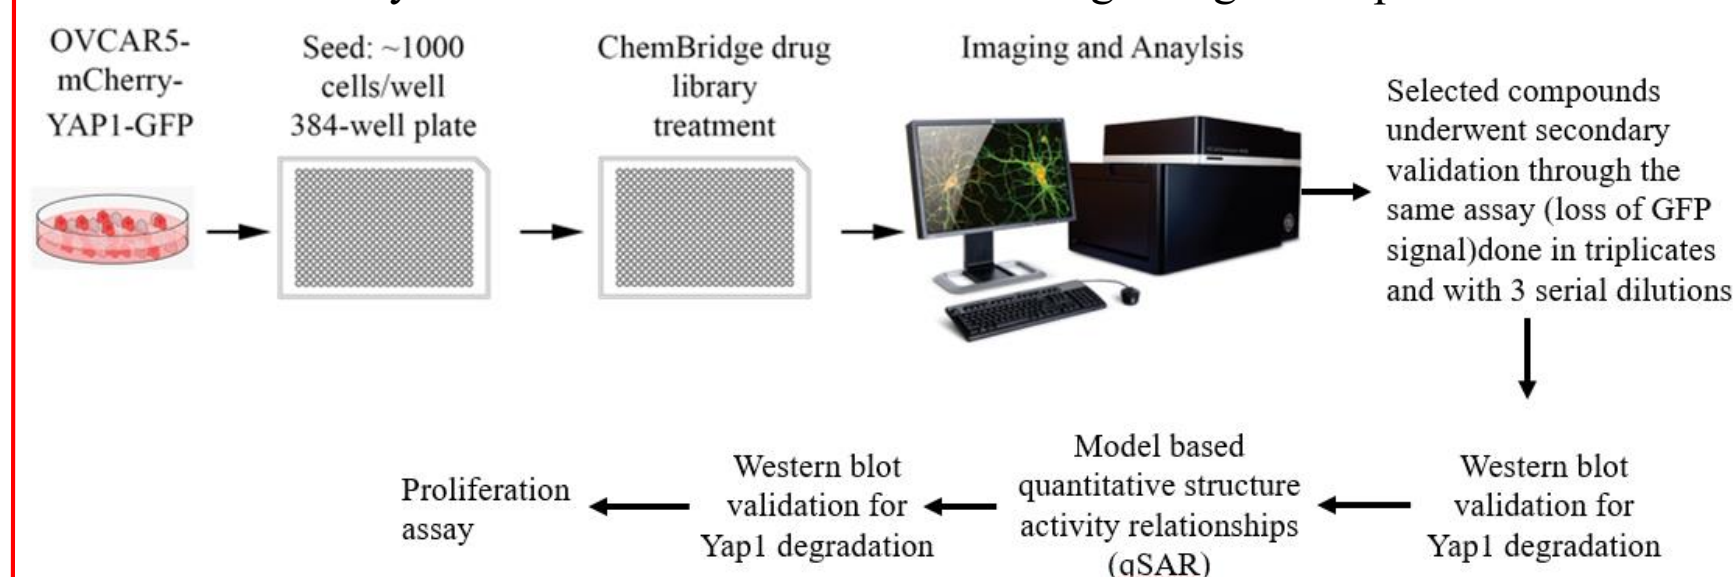 OVCAR5-
mCherry-
YAP1-GFP
Seed: ~1000
cells/well
384-well plate
ChemBridge drug
library
treatment
Imaging and Anaylsis
Selected compounds
underwent secondary
validation through the
same assay (loss of GFP
signal)done in triplicates
and with 3 serial dilutions
Western blot
validation for
Yap1 degradation
Model based
quantitative structure
activity relationships
(qSAR)
Western blot
validation for
Yap1 degradation
Proliferation
assay